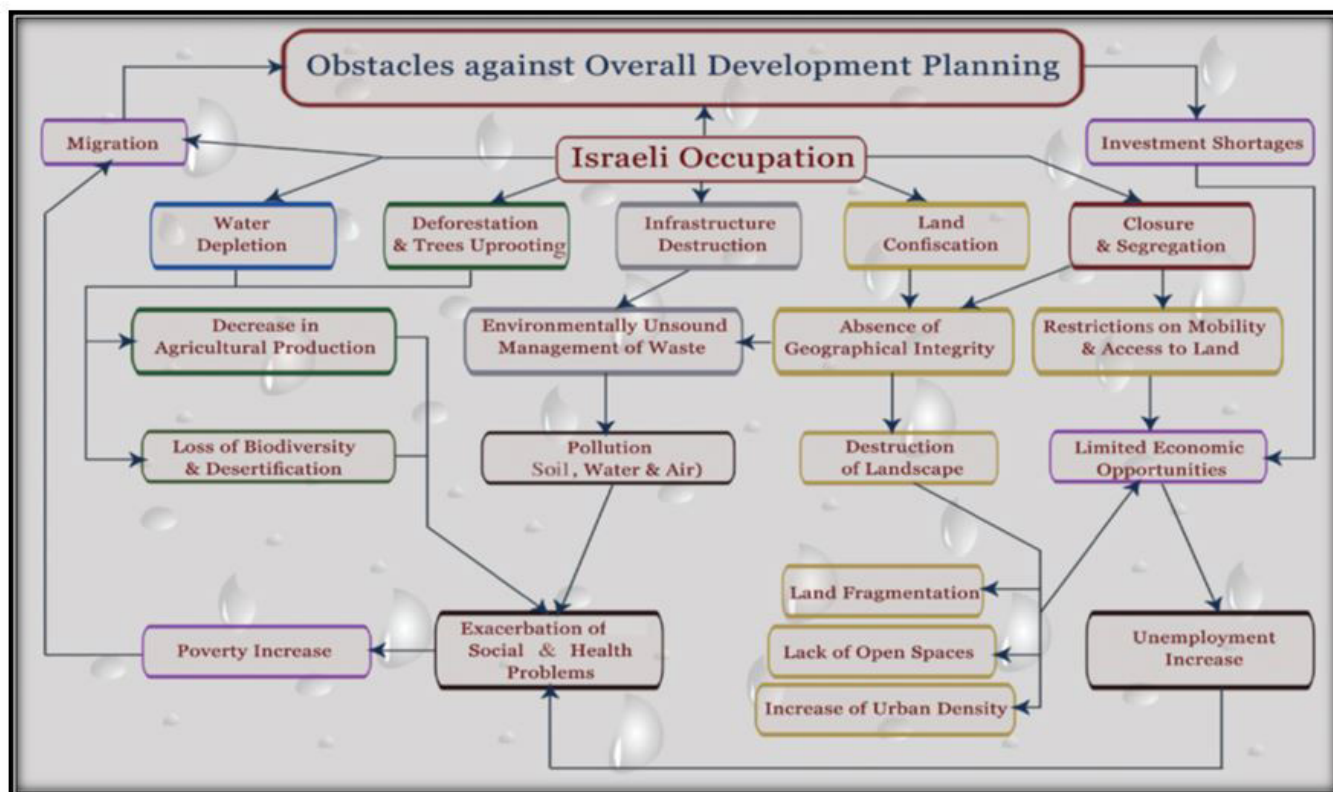 Obstacles against Overall Development Planning
Migration
Israeli Occupation
Investment Shortages
Water
Depletion
Deforestation
& Trees Uprooting
Infrastructure
Destruction
Land
Confiscation
Closure
& Segregation
Decrease in
Agricultural Production
Environmentally Unsound
Management of Waste
Absence of
Geographical Integrity
Restrictions on Mobility
& Access to Land
Loss of Biodiversity
& Desertification
Pollution
Soil, Water & Air)
Destruction
of Landscape
Limited Economic
Opportunities
Land Fragmentation
Poverty Increase
Exacerbation of
Social & Health
Problems
Lack of Open Spaces
Unemployment
Increase
Increase of Urban Density